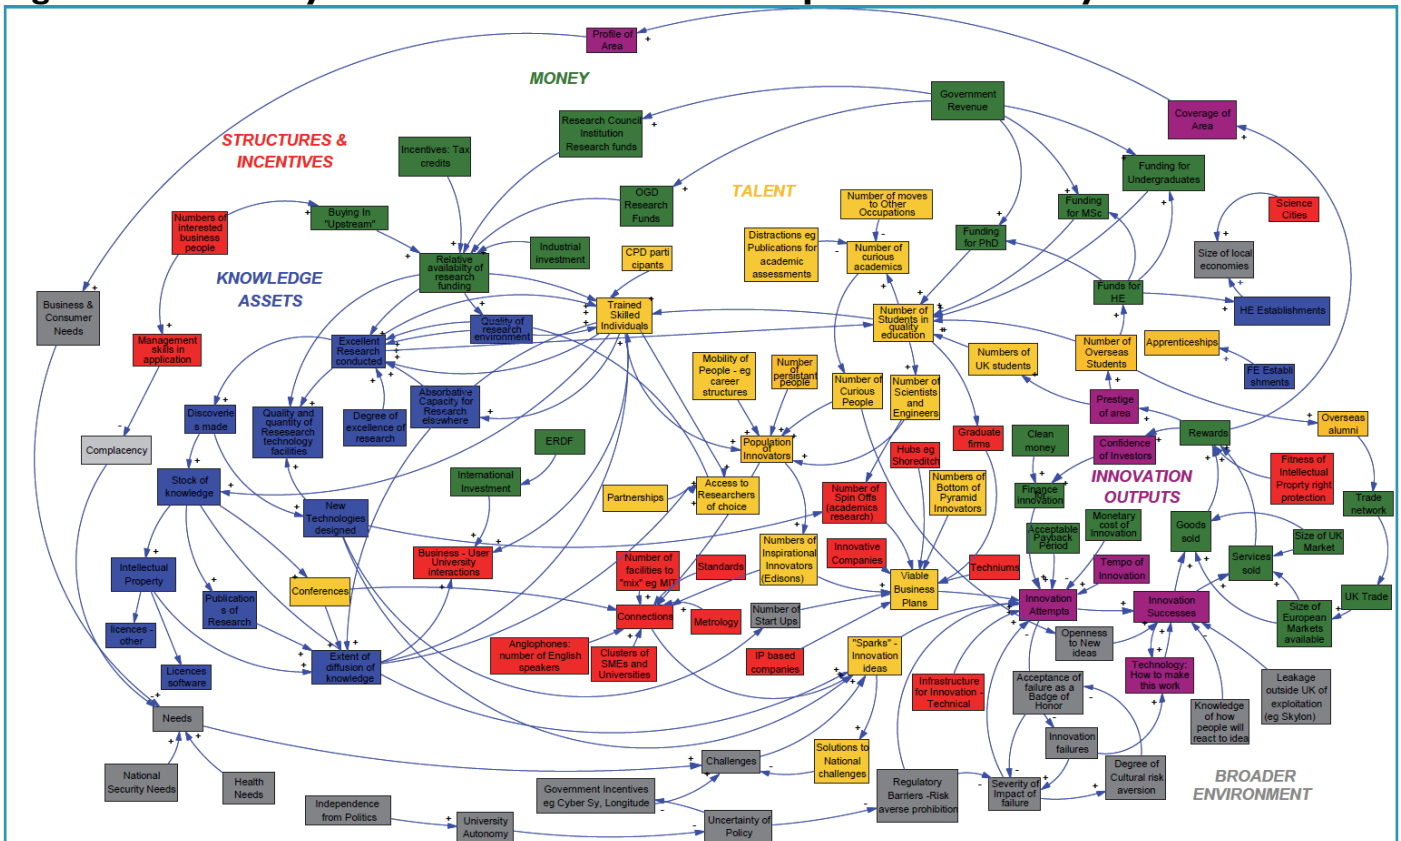 Profile of
Area
MONEY
Government
Revenue
Coverage of
Area
Research Council
Institution
Research funds
STRUCTURES &
INCENTIVES
Incentives: Tax
credits
Funding for
Undergraduates
TALENT
OGD
Research
Funds
Number of moves
to Other
Occupations
Funding
for MSc
Science
Cities
Numbers of
interested
business
people
Buying In
"Upstream"
Distractions eg
Publications for
academic
assessments
Number of
curious
academics
Funding
for PhD
Industrial
investment
CPD parti
cipants
Size of local
economies
Relative
availabilty of
research
funding
KNOWLEDGE
ASSETS
Funds for
HE
HE Establishments
Business &
Consumer
Needs
Trained
Skilled
Individuals
Number of
Students in
quality
education
Quality of
research
environment
Management
skills in
application
Excellent
Research
conducted
Numbers of
UK students
Number of
Overseas
Students
Apprenticeships
FE Establi
shments
Mobility of
People - eg
career
structures
Number
of
persistant
people
Number of
Curious
People
Number of
Scientists
and
Engineers
Prestige
of area
Discoverie
s made
Quality and
quantity of
Resesearch
technology
facilities
Degree of
excellence of
research
Absorbative
Capacity for
Research
elsewhere
Overseas
alumni
Complacency
ERDF
Population
of
Innovators
Graduate
firms
Clean
money
Confidence
of Investors
Rewards
Hubs eg
Shoreditch
INNOVATION
OUTPUTS
Fitness of
Intellectual
Proprty right
protection
Stock of
knowledge
International
Investment
Partnerships
Access to
Researchers
of choice
Number of
Spin Offs
(academics
research)
Numbers of
Bottom of
Pyramid
Innovators
Finance
innovation
Trade
network
New
Technologies
designed
Acceptable
Payback
Period
Monetary
cost of
Innovation
Goods
sold
Size of UK
Market
Business - User
University
interactions
Number of
facilities to
"mix" eg MIT
Standards
Numbers of
Inspirational
Innovators
(Edisons)
Innovative
Companies
Techniums
Tempo of
Innovation
Services
sold
Intellectual
Property
Conferences
Publication
s of
Research
Viable
Business
Plans
Innovation
Attempts
Innovation
Successes
UK Trade
Size of
European
Markets
available
Connections
Metrology
Number of
Start Ups
licences -
other
Licences
software
Extent of
diffusion of
knowledge
Anglophones:
number of English
speakers
Clusters of
SMEs and
Universities
IP based
companies
"Sparks" -
Innovation
ideas
Openness
to New
ideas
Infrastructure
for Innovation -
Technical
Acceptance of
failure as a
Badge of
Honor
Technology:
How to make
this work
Leakage
outside UK of
exploitation
(eg Skylon)
Knowledge
of how
people will
react to idea
Needs
Innovation
failures
Solutions to
National
challenges
Challenges
National
Security Needs
Health
Needs
Government Incentives
eg Cyber Sy, Longitude
Regulatory
Barriers -Risk
averse prohibition
Severity of
Impact of
failure
Degree of
Cultural risk
aversion
BROADER
ENVIRONMENT
Independence
from Politics
University
Autonomy
Uncertainty of
Policy